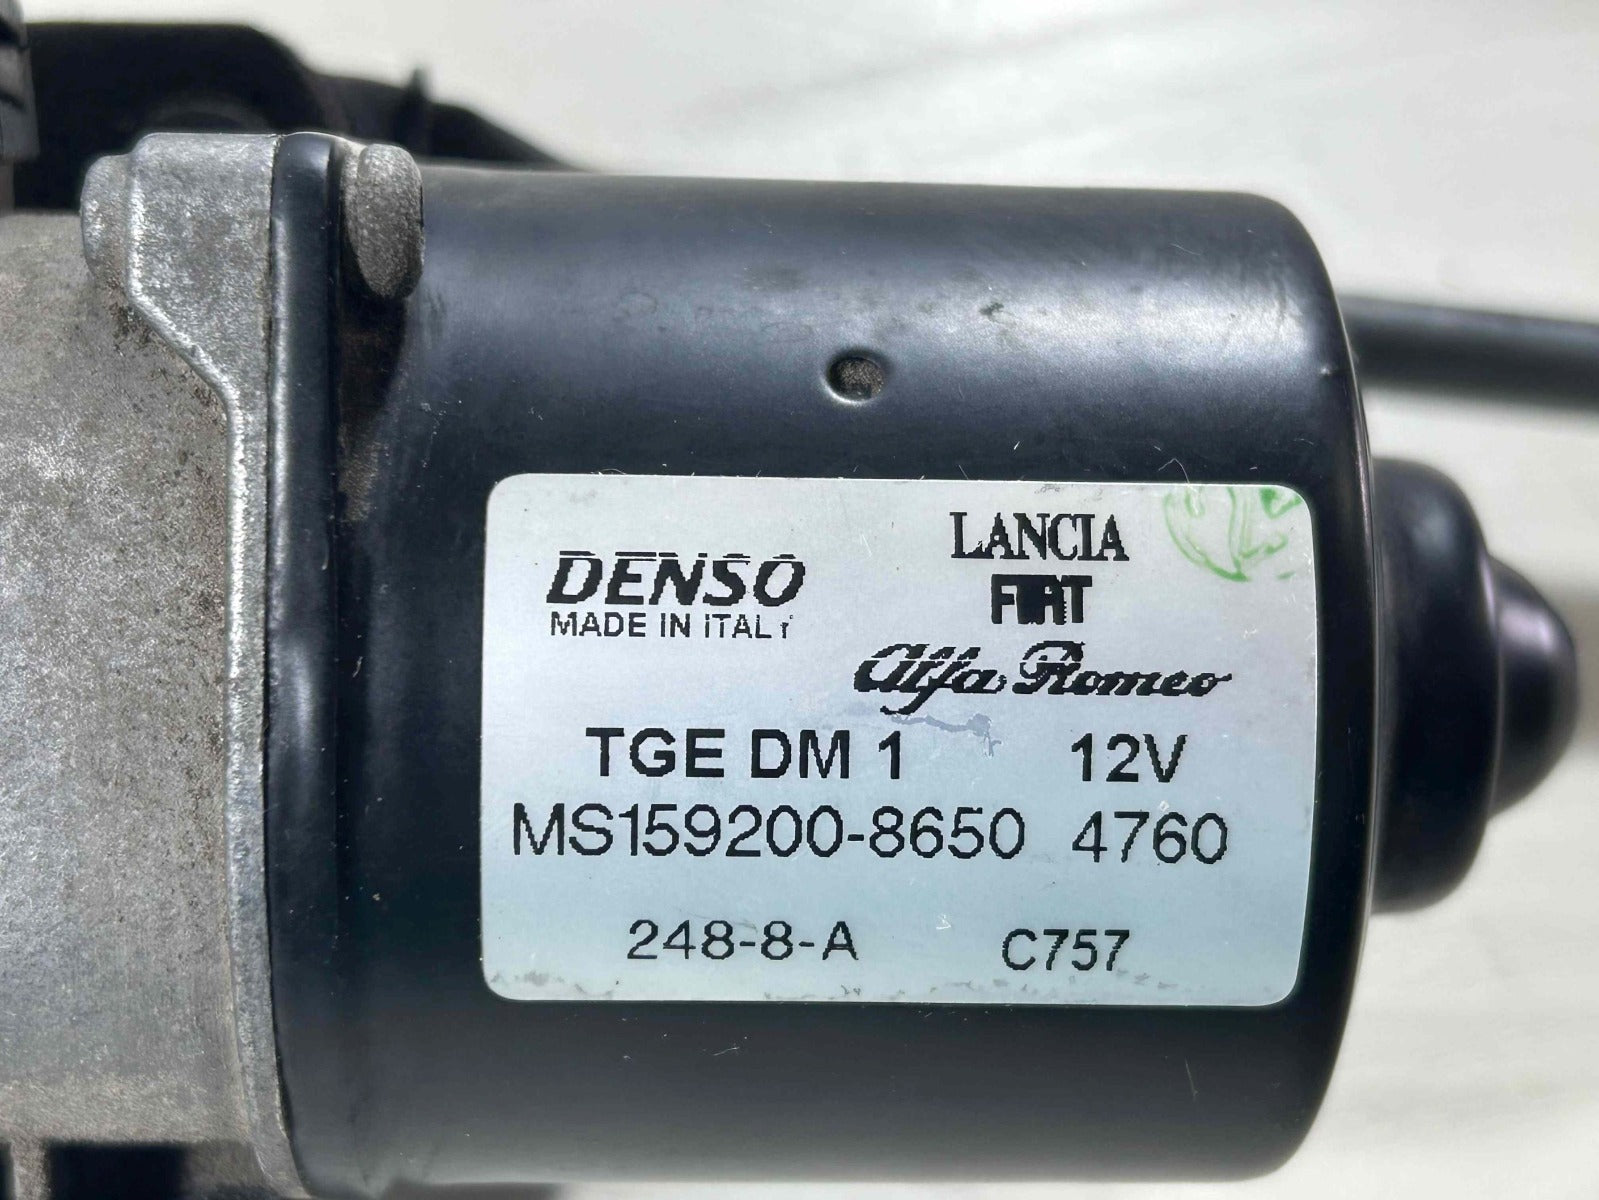 DENSO
MADE IN ITALY
LANCIA
FIAT
Alfa Romeo
TGE DM 1 12V
MS159200-8650 4760
248-8-A C757